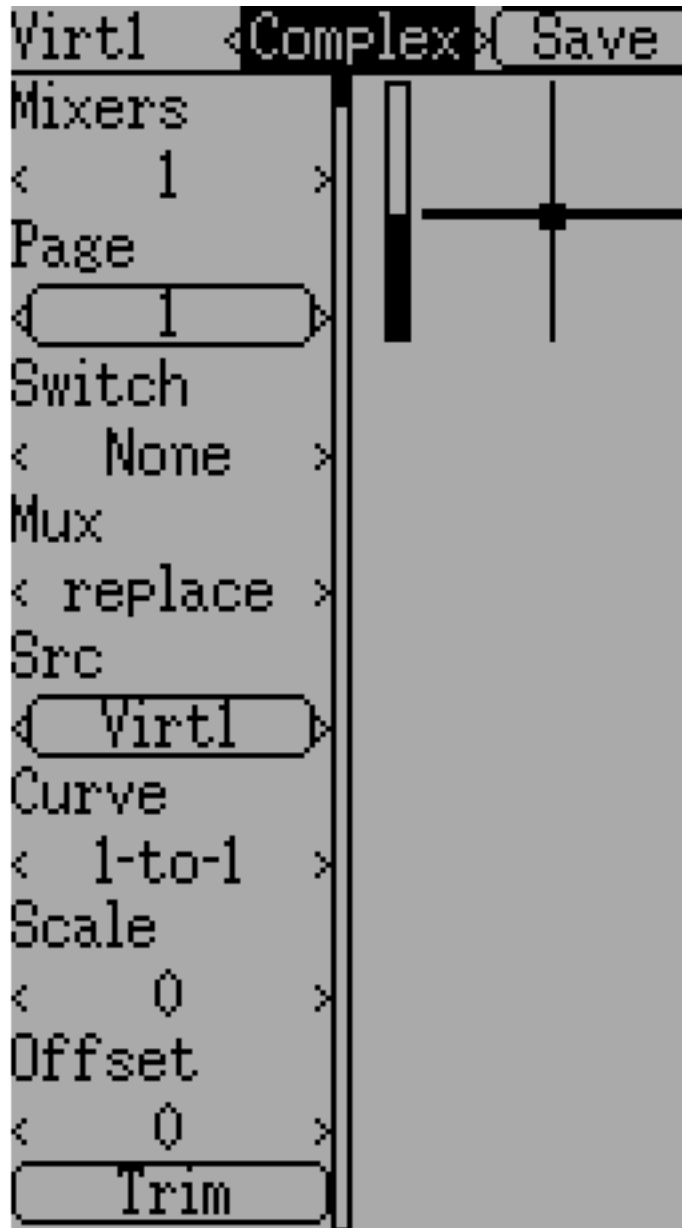 Virt1 <Complex> Save
Mixers
< 1 >
Page
< 1 >
Switch
< None >
Mux
< replace >
Src
< Virt1 >
Curve
< 1-to-1 >
Scale
< 0 >
Offset
< 0 >
Trim